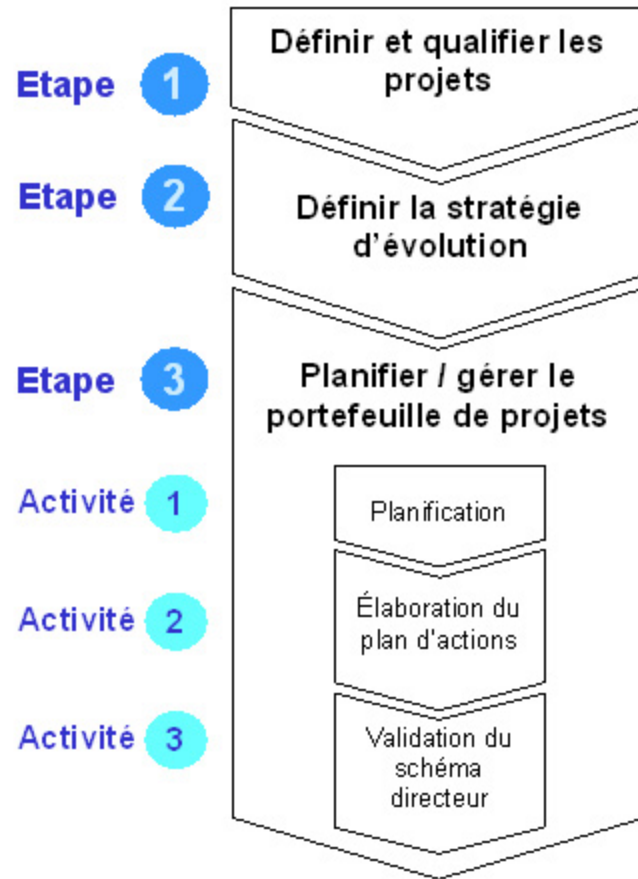 Définir et qualifier les
projets
Etape 1
Etape 2
Définir la stratégie
d'évolution
Etape 3
Planifier / gérer le
portefeuille de projets
Activité 1
Planification
Activité 2
Élaboration du
plan d'actions
Activité 3
Validation du
schéma
directeur